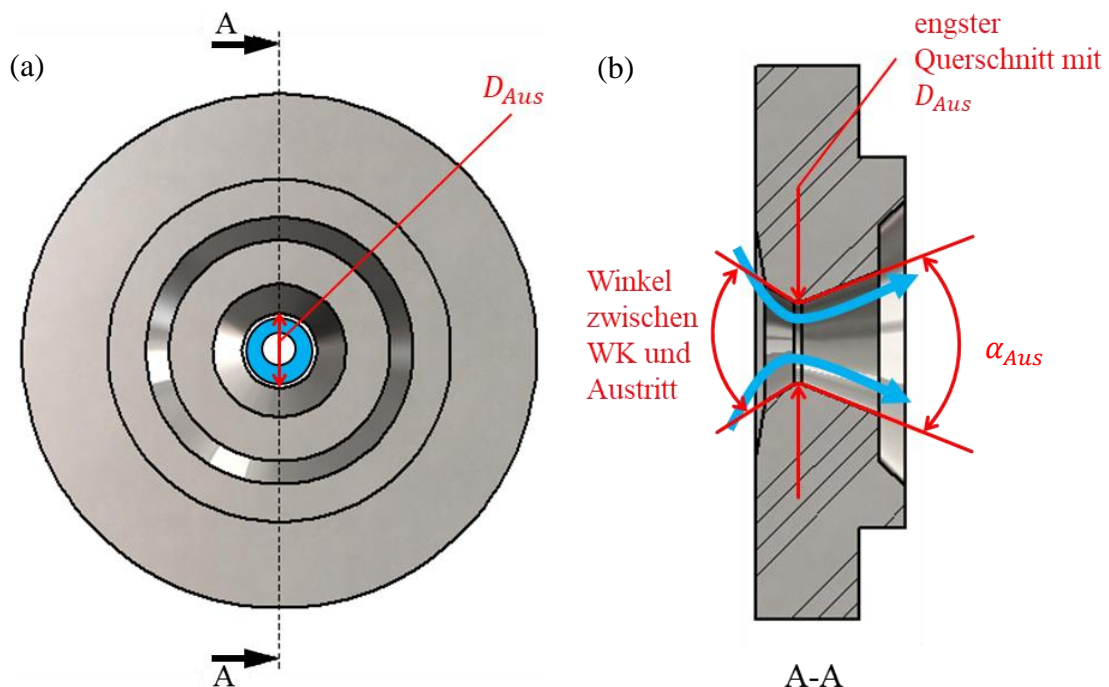 A
(a)
D_Aus
A
(b)
engster
Querschnitt mit
D_Aus
Winkel
zwischen
WK und
Austritt
α_Aus
A-A